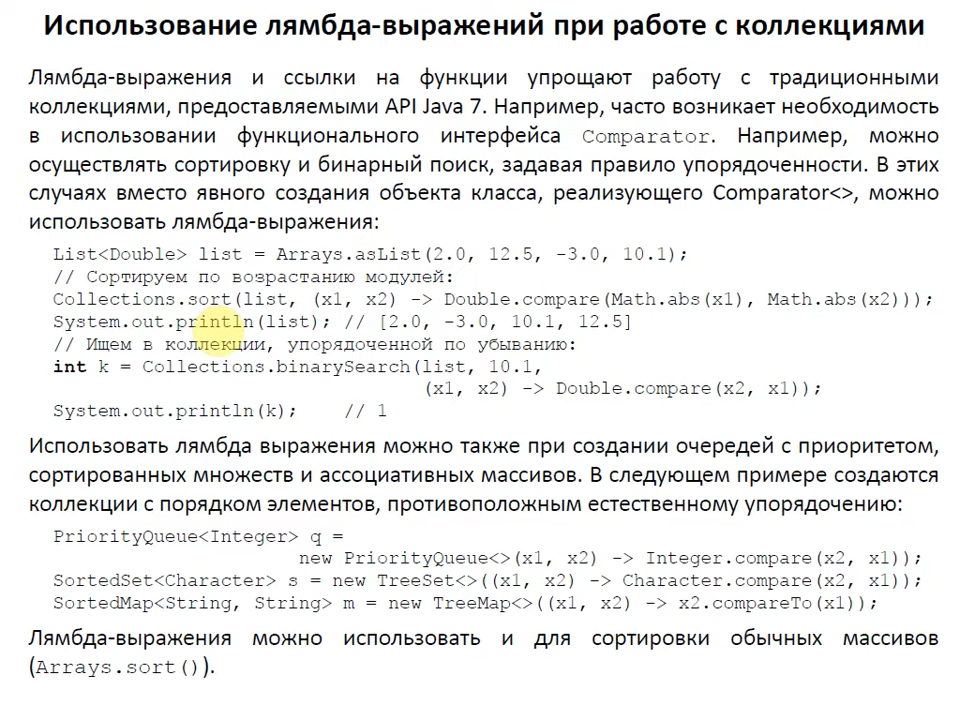 Использование лямбда-выражений при работе с коллекциями
Лямбда-выражения и ссылки на функции упрощают работу с традиционными
коллекциями, предоставляемыми API Java 7. Например, часто возникает необходимость
в использовании функционального интерфейса Comparator. Например, можно
осуществлять сортировку и бинарный поиск, задавая правило упорядоченности. В этих
случаях вместо явного создания объекта класса, реализующего Comparator<>, можно
использовать лямбда-выражения:
List<Double> list = Arrays.asList(2.0, 12.5, -3.0, 10.1);
// Сортируем по возрастанию модулей:
Collections.sort(list, (x1, x2) -> Double.compare(Math.abs(x1), Math.abs(x2)));
System.out.println(list); // [2.0, -3.0, 10.1, 12.5]
// Ищем в коллекции, упорядоченной по убыванию:
int k = Collections.binarySearch(list, 10.1,
(x1, x2) -> Double.compare(x2, x1));
System.out.println(k); // 1
Использовать лямбда выражения можно также при создании очередей с приоритетом,
сортированных множеств и ассоциативных массивов. В следующем примере создаются
коллекции с порядком элементов, противоположным естественному упорядочению:
PriorityQueue<Integer> q =
new PriorityQueue<>(x1, x2) -> Integer.compare(x2, x1));
SortedSet<Character> s = new TreeSet<>((x1, x2) -> Character.compare(x2, x1));
SortedMap<String, String> m = new TreeMap<>((x1, x2) -> x2.compareTo(x1));
Лямбда-выражения можно использовать и для сортировки обычных массивов
(Arrays.sort()).